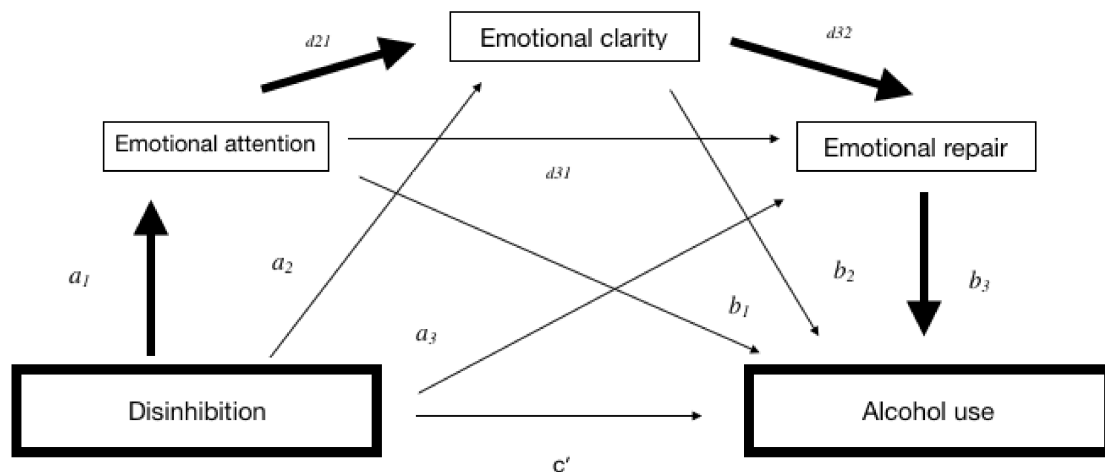 Emotional clarity
d21
d32
Emotional attention
Emotional repair
d31
a1
a2
a3
b1
b2
b3
Disinhibition
Alcohol use
c'